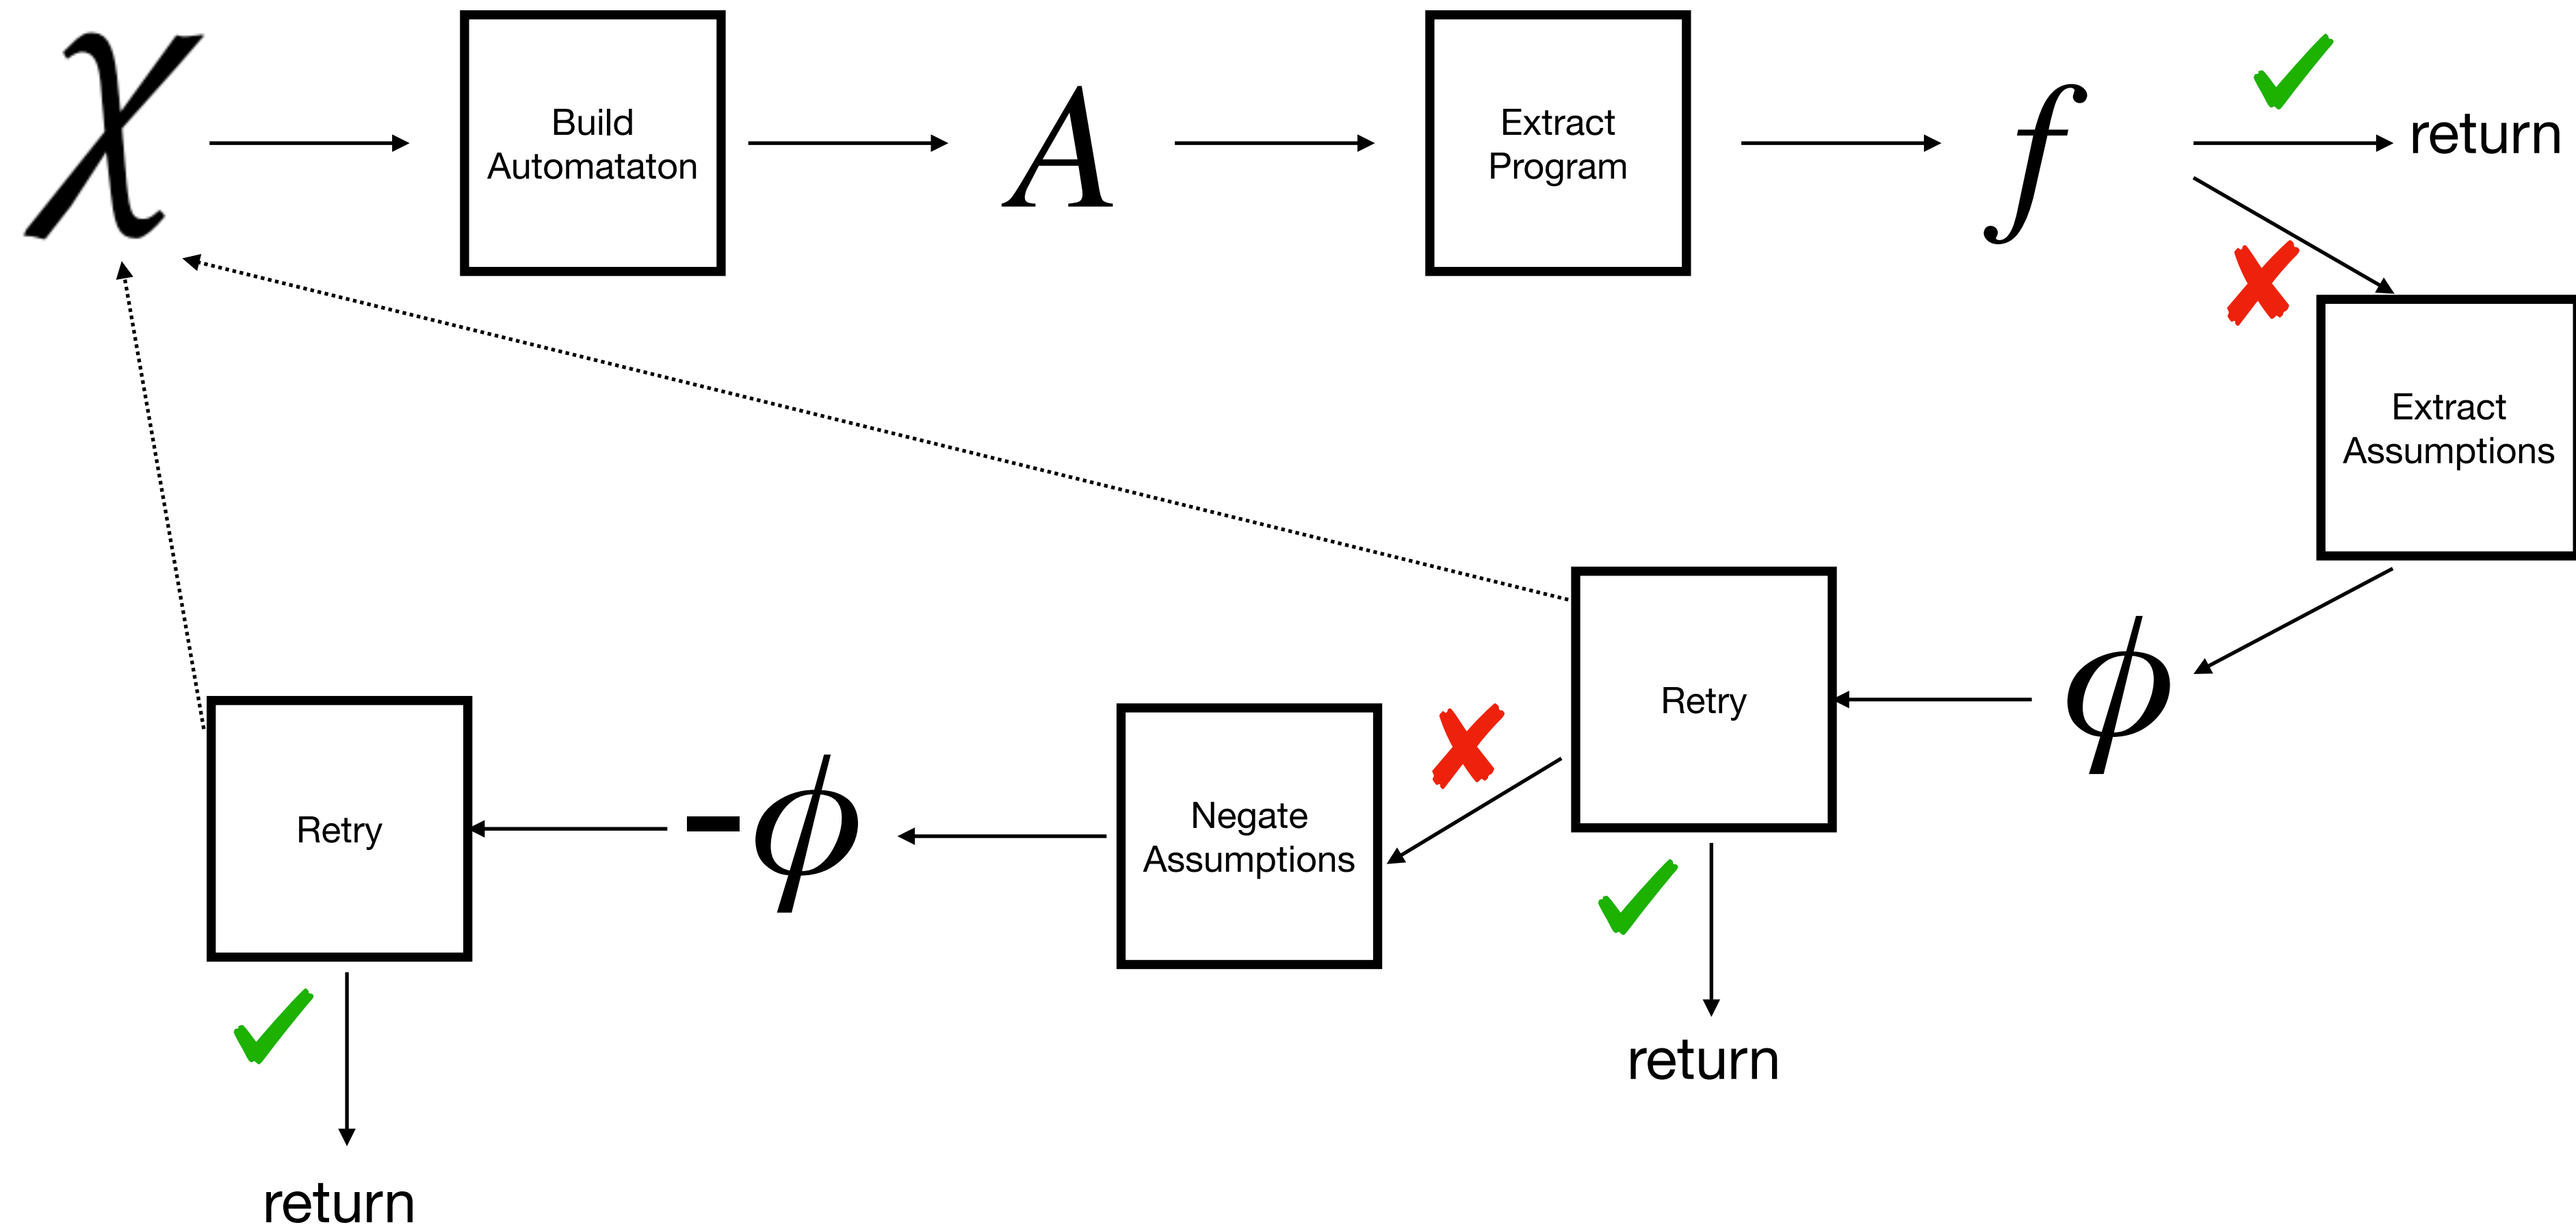 χ
Build
Automataton
A
Extract
Program
f
return
Extract
Assumptions
ϕ
Retry
Negate
Assumptions
-ϕ
Retry
return
return